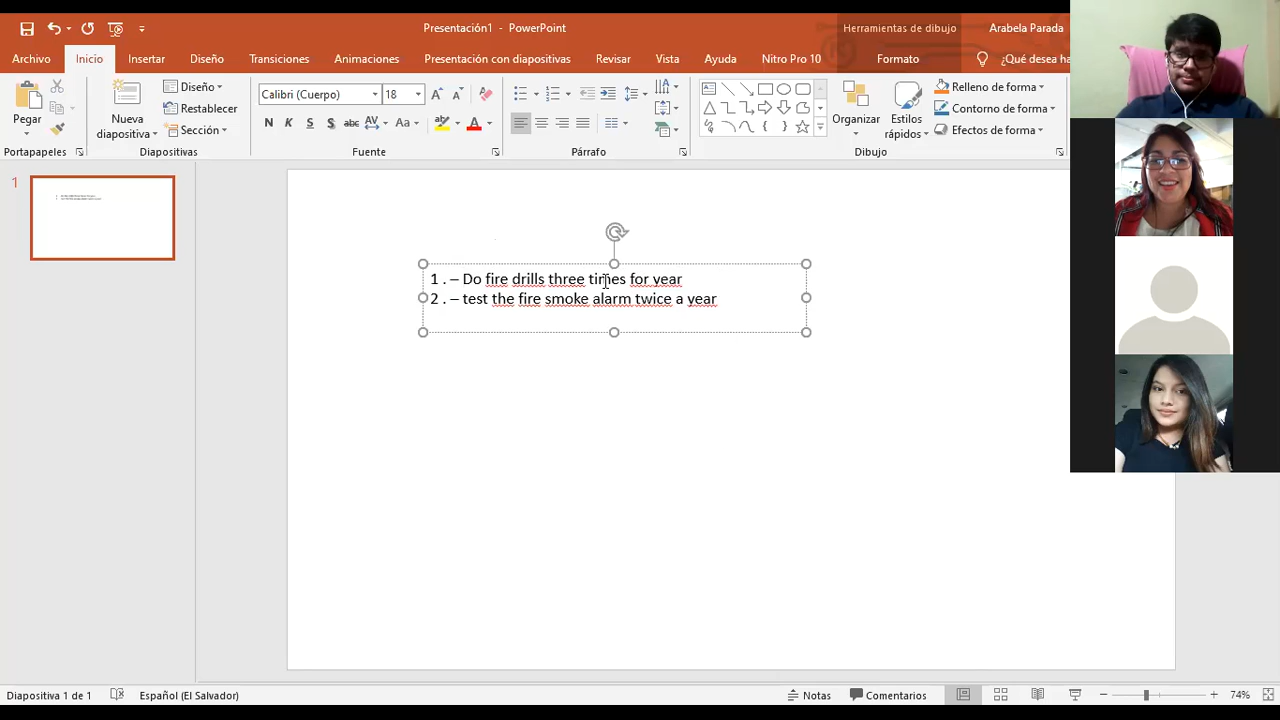 Presentación1 - PowerPoint
Herramientas de dibujo
Arabela Parada
Archivo
Inicio
Insertar
Diseño
Transiciones
Animaciones
Presentación con diapositivas
Revisar
Vista
Ayuda
Nitro Pro 10
Formato
¿Qué desea ha
Pegar
Nueva diapositiva
Diseño
Restablecer
Sección
Calibri (Cuerpo)
18
N K S S abc AV Aa A
Organizar
Estilos rápidos
Relleno de forma
Contorno de forma
Efectos de forma
Portapapeles
Diapositivas
Fuente
Párrafo
Dibujo
1
1 . – Do fire drills three times for year
2 . – test the fire smoke alarm twice a year
Diapositiva 1 de 1
Español (El Salvador)
Notas
Comentarios
74%